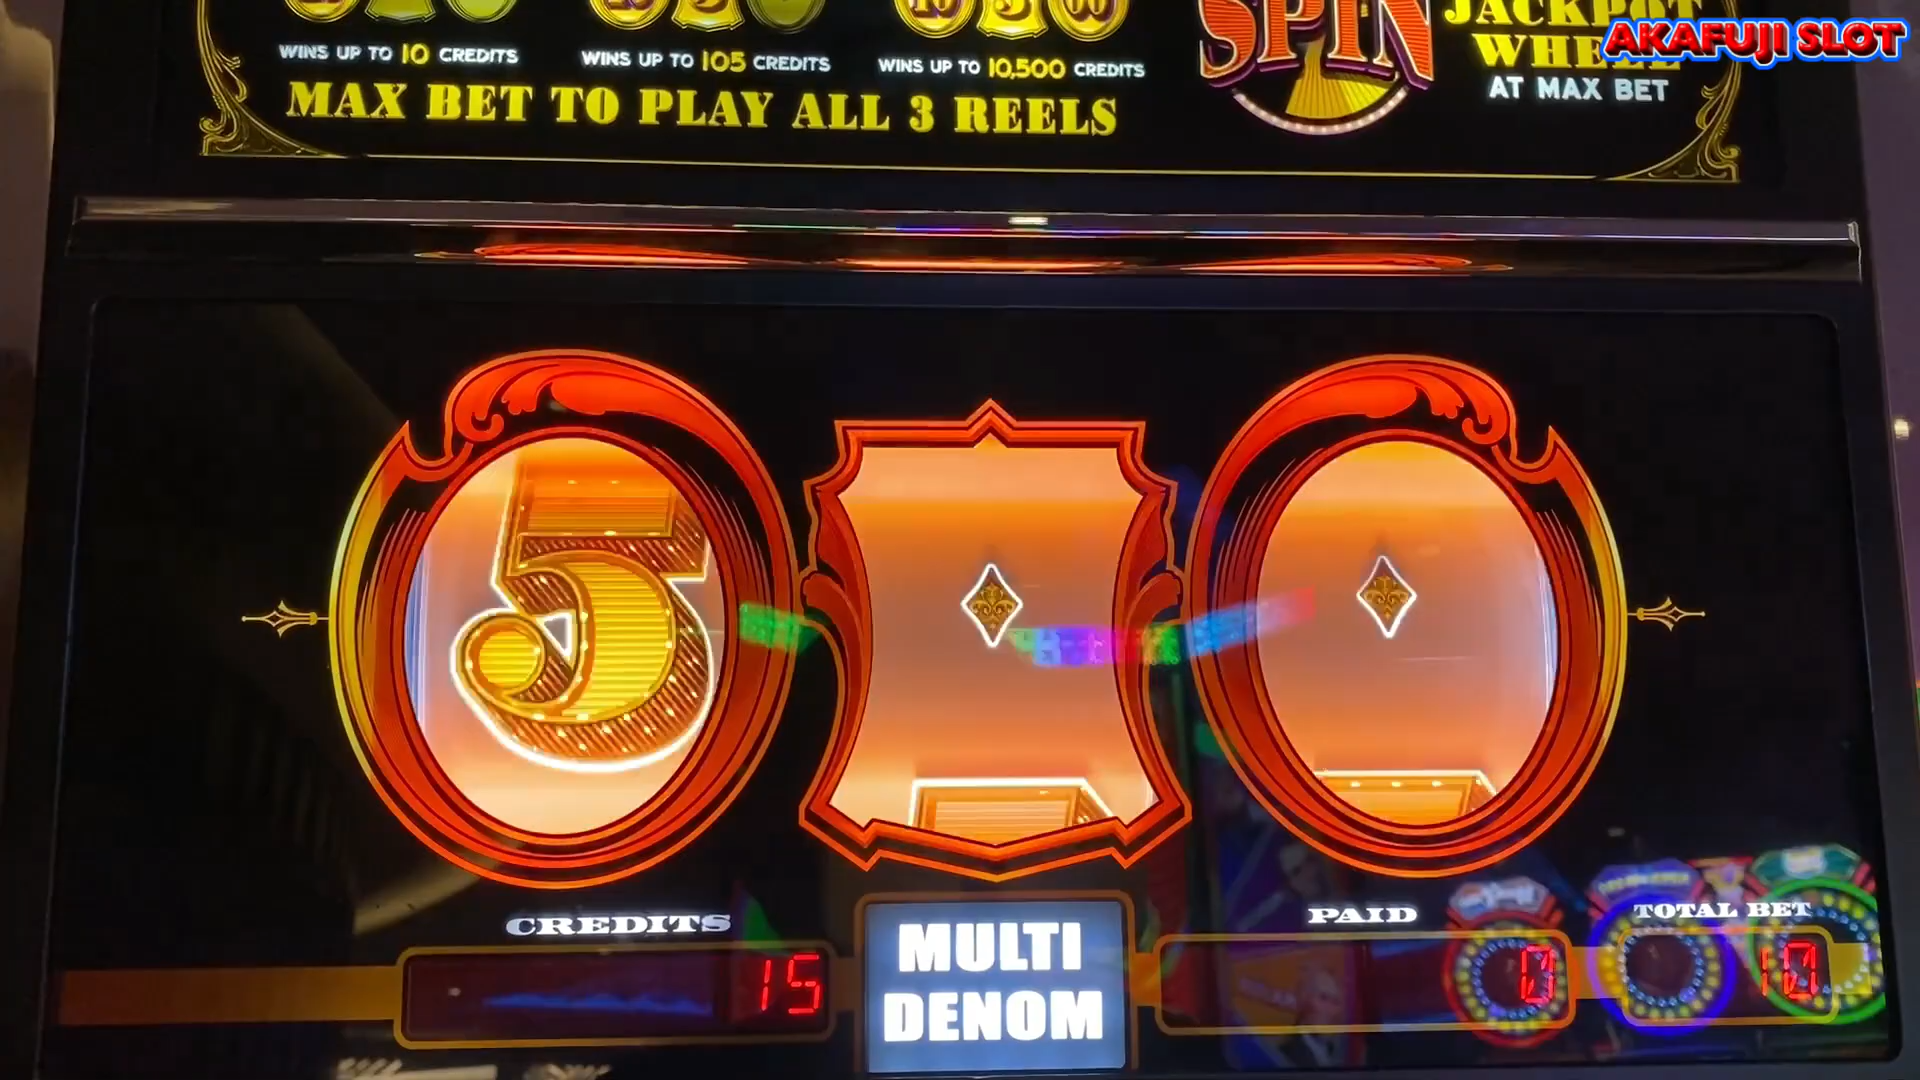 WINS UP TO 10 CREDITS
WINS UP TO 105 CREDITS
WINS UP TO 10,500 CREDITS
MAX BET TO PLAY ALL 3 REELS
SPIN
JACKPOT
WHEEL
AT MAX BET
AKAFUJI SLOT
5
CREDITS
15
MULTI
DENOM
PAID
0
TOTAL BET
10